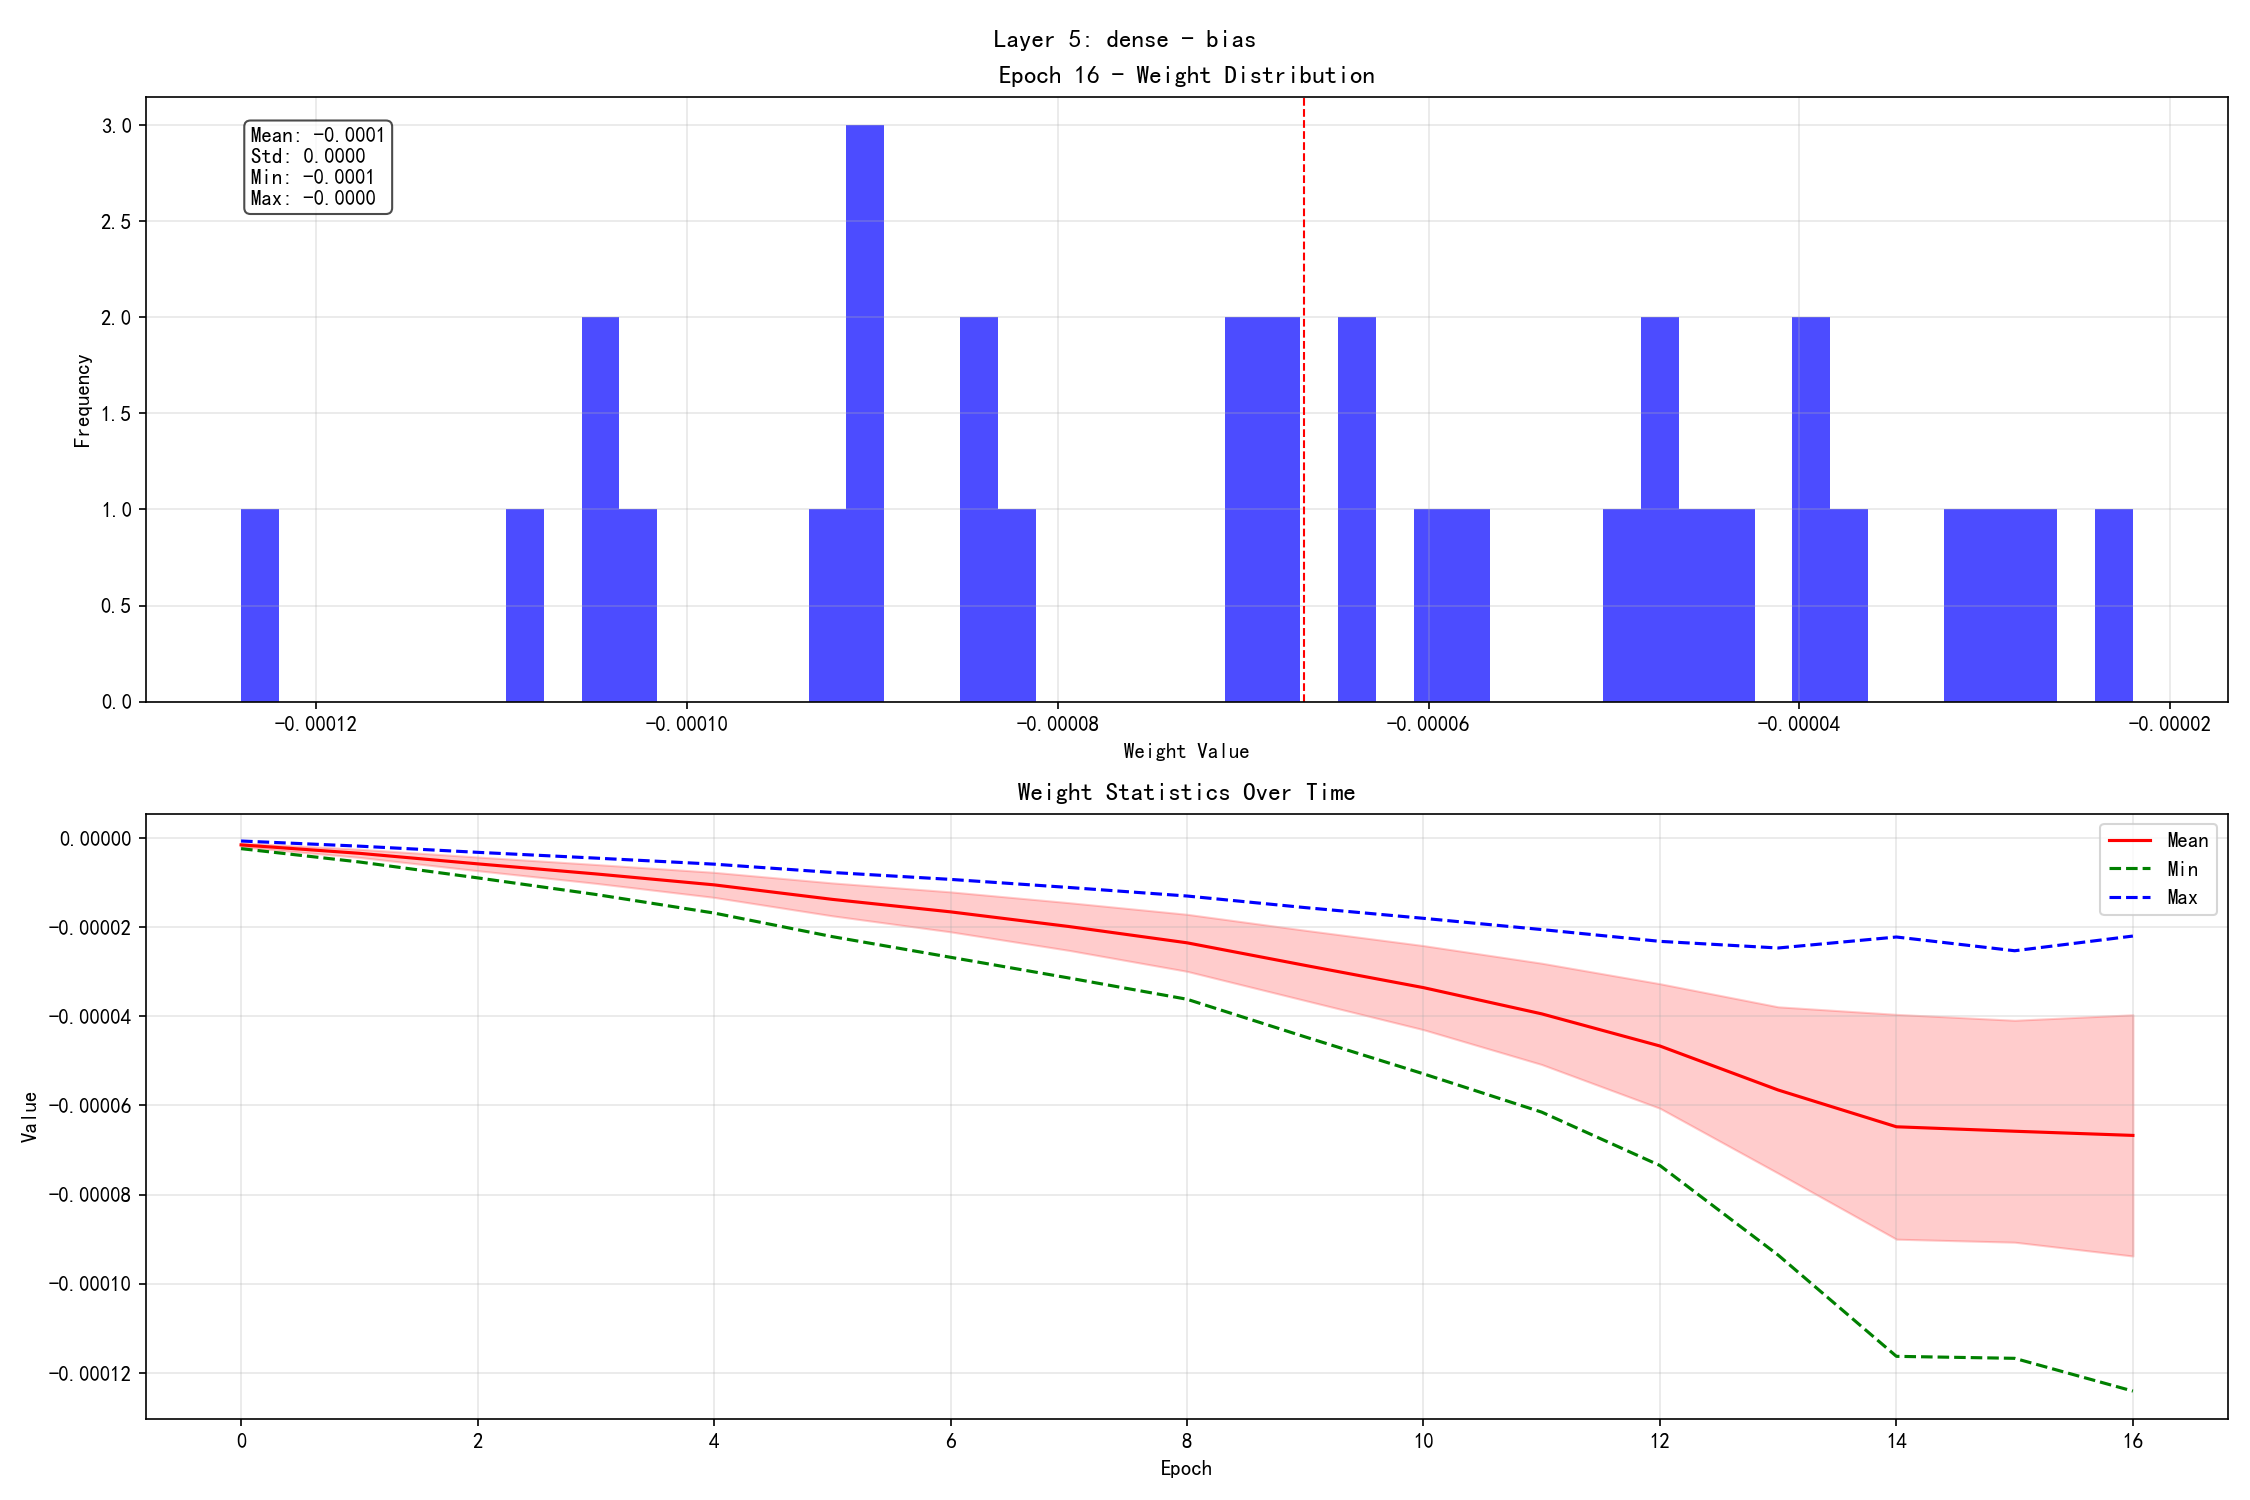 Layer 5: dense - bias
Epoch 16 - Weight Distribution
Mean: -0.0001
Std: 0.0000
Min: -0.0001
Max: -0.0000
3.0
2.5
2.0
1.5
1.0
0.5
0.0
Frequency
-0.00012 -0.00010 -0.00008 -0.00006 -0.00004 -0.00002
Weight Value
Weight Statistics Over Time
Mean
Min
Max
0.00000
-0.00002
-0.00004
-0.00006
-0.00008
-0.00010
-0.00012
Value
0 2 4 6 8 10 12 14 16
Epoch